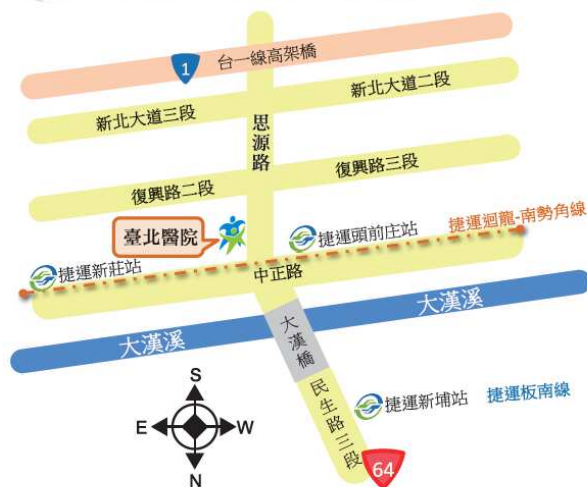 台一線高架橋
1
新北大道三段
新北大道二段
思源路
復興路二段
復興路三段
臺北醫院
捷運頭前庄站
捷運迴龍-南勢角線
捷運新莊站
中正路
大漢溪
大漢溪
大漢橋
民生路三段
捷運新埔站
捷運板南線
64
S
E
W
N